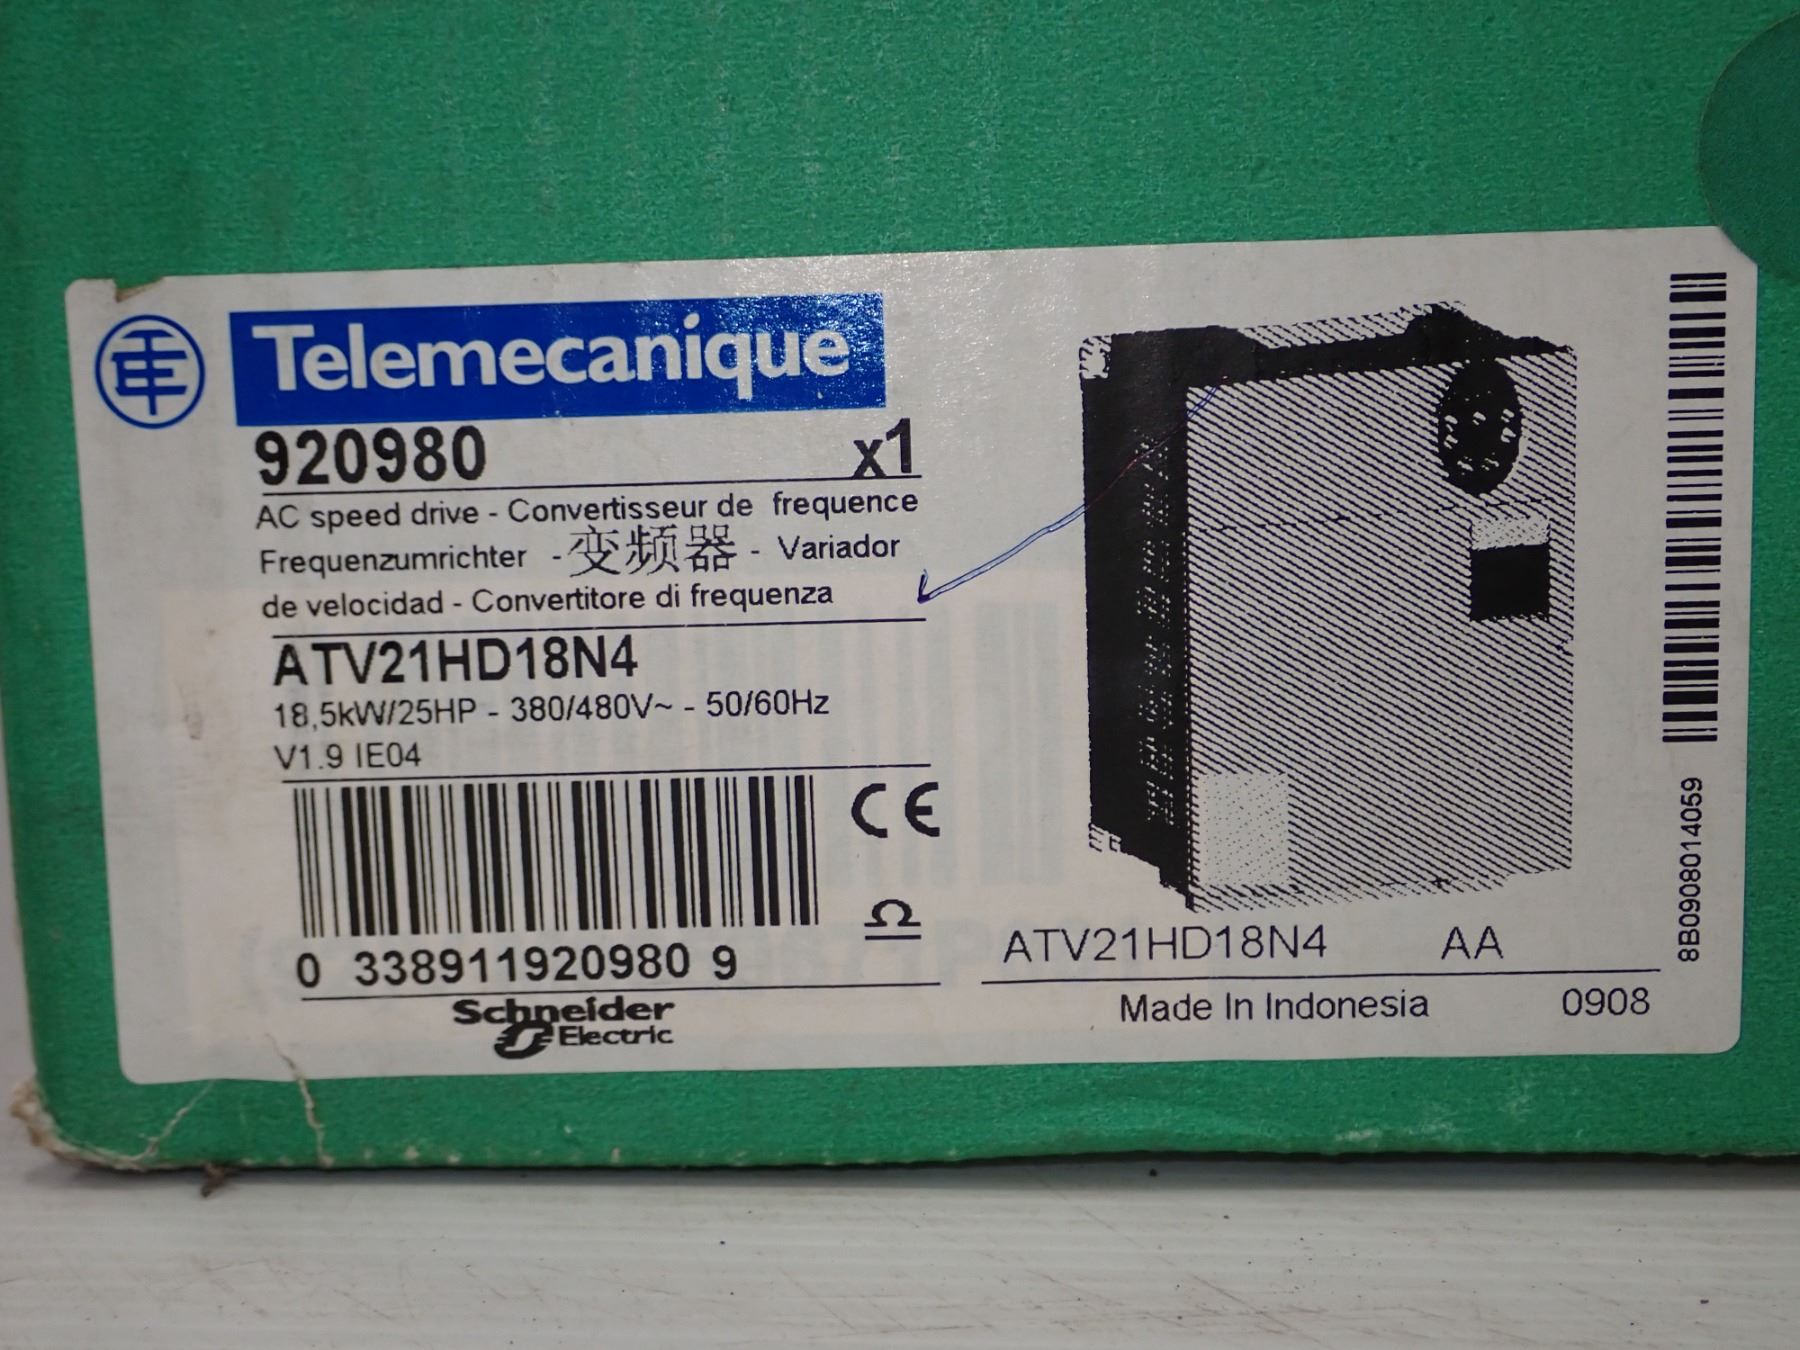 Telemecanique
920980 x1
AC speed drive - Convertisseur de frequence
Frequenzumrichter - 变频器 - Variador
de velocidad - Convertitore di frequenza
ATV21HD18N4
18,5kW/25HP - 380/480V~ - 50/60Hz
V1.9 IE04
CE
0 338911920980 9
Schneider
Electric
ATV21HD18N4 AA
Made In Indonesia 0908
8B0908014059